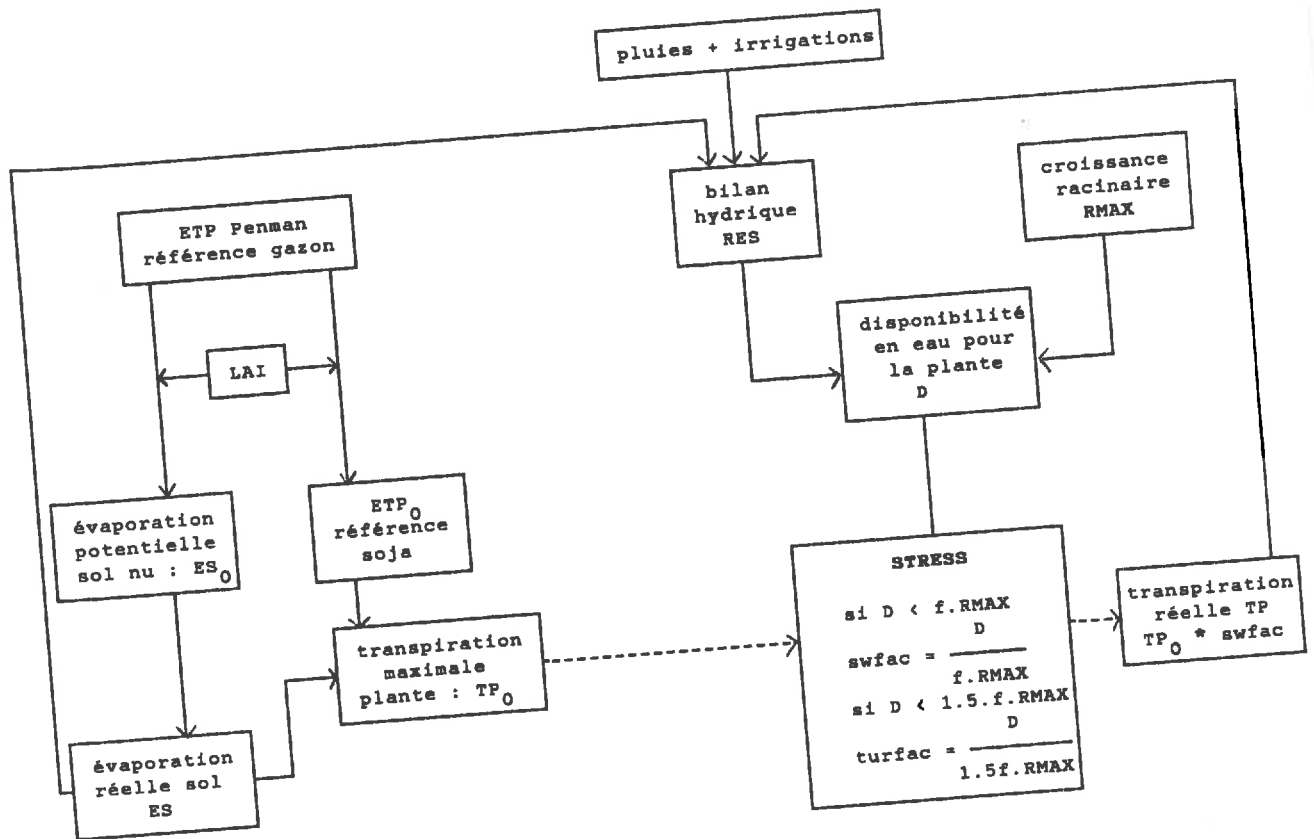 pluies + irrigations
bilan
hydrique
RES
croissance
racinaire
RMAX
ETP Penman
référence gazon
LAI
disponibilité
en eau pour
la plante
D
évaporation
potentielle
sol nu : ES0
ETP0
référence
soja
transpiration
maximale
plante : TP0
évaporation
réelle sol
ES
STRESS
si D < f.RMAX
D
swfac =
f.RMAX
si D < 1.5.f.RMAX
D
turfac =
1.5f.RMAX
transpiration
réelle TP
TP0 * swfac